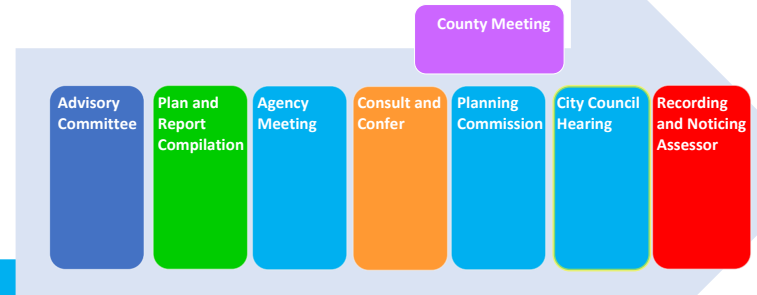 County Meeting
Advisory
Committee
Plan and
Report
Compilation
Agency
Meeting
Consult and
Confer
Planning
Commission
City Council
Hearing
Recording
and Noticing
Assessor